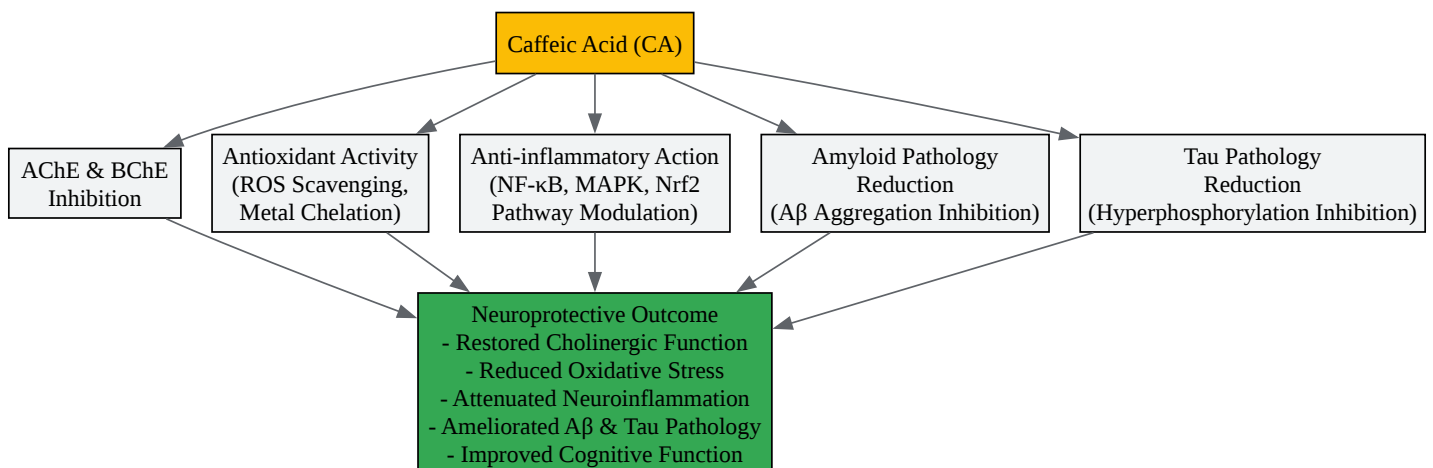 Caffeic Acid (CA)
AChE & BChE
Inhibition
Antioxidant Activity
(ROS Scavenging,
Metal Chelation)
Anti-inflammatory Action
(NF-κB, MAPK, Nrf2
Pathway Modulation)
Amyloid Pathology
Reduction
(Aβ Aggregation Inhibition)
Tau Pathology
Reduction
(Hyperphosphorylation Inhibition)
Neuroprotective Outcome
- Restored Cholinergic Function
- Reduced Oxidative Stress
- Attenuated Neuroinflammation
- Ameliorated Aβ & Tau Pathology
- Improved Cognitive Function